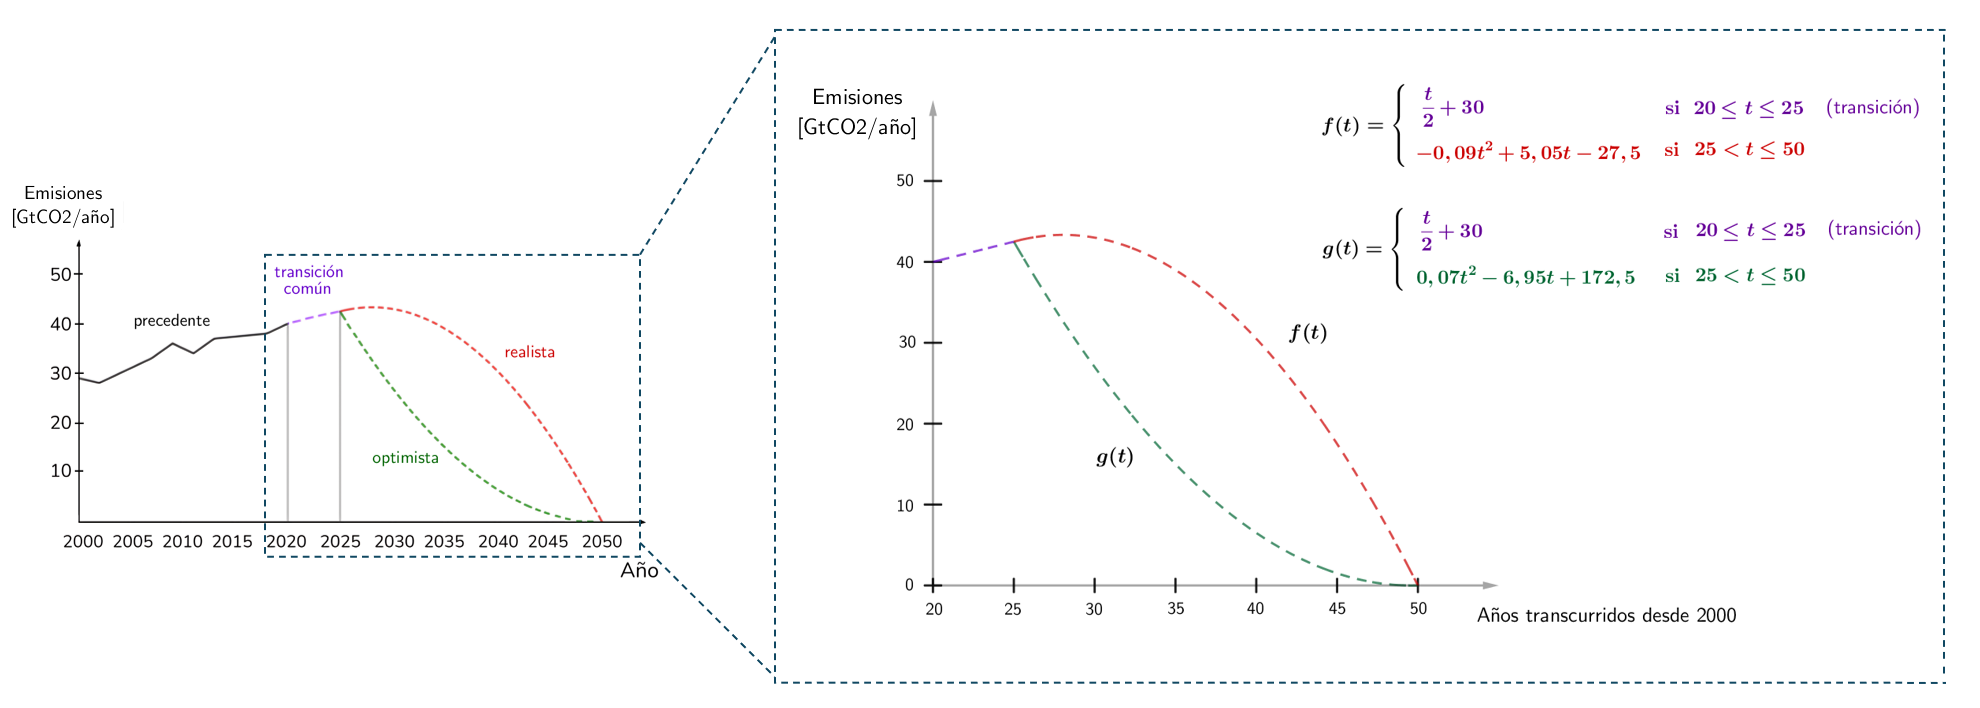 Emisiones
[GtCO2/año]
50
40
30
20
10
precedente
transición
común
realista
optimista
2000 2005 2010 2015 2020 2025 2030 2035 2040 2045 2050
Año
Emisiones
[GtCO2/año]
50
40
30
20
10
0
20 25 30 35 40 45 50
Años transcurridos desde 2000
f(t)
g(t)
f(t) = { t/2 + 30 si 20 ≤ t ≤ 25 (transición)
−0,09t² + 5,05t − 27,5 si 25 < t ≤ 50
g(t) = { t/2 + 30 si 20 ≤ t ≤ 25 (transición)
0,07t² − 6,95t + 172,5 si 25 < t ≤ 50